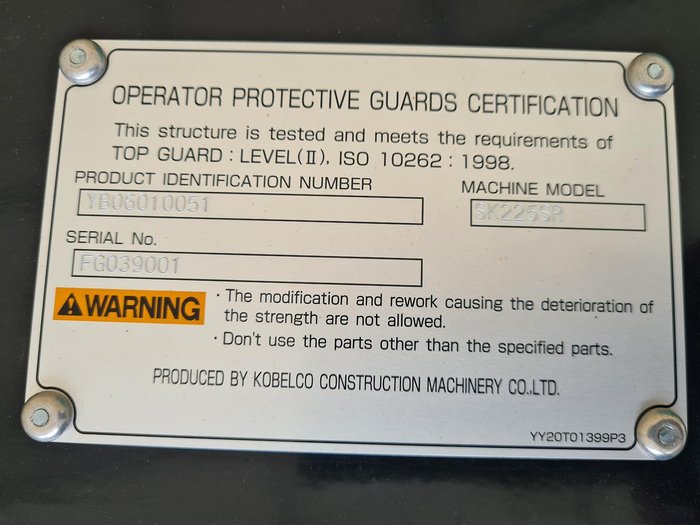 OPERATOR PROTECTIVE GUARDS CERTIFICATION
This structure is tested and meets the requirements of
TOP GUARD : LEVEL(Ⅱ), ISO 10262 : 1998.
PRODUCT IDENTIFICATION NUMBER
YB06010051
MACHINE MODEL
SK225SR
SERIAL No.
FG039001
WARNING
・The modification and rework causing the deterioration of
the strength are not allowed.
・Don't use the parts other than the specified parts.
PRODUCED BY KOBELCO CONSTRUCTION MACHINERY CO.,LTD.
YY20T01399P3